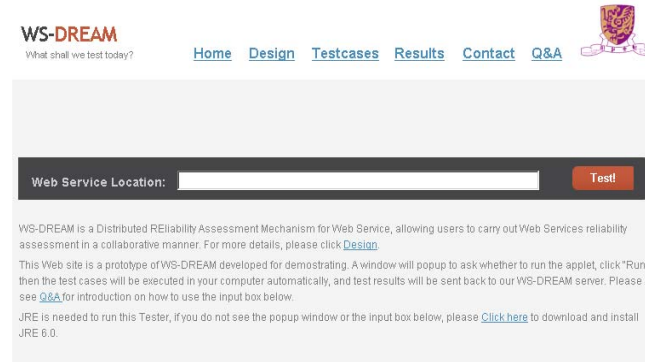 WS-DREAM
What shall we test today?
Home Design Testcases Results Contact Q&A
Web Service Location: Test!
WS-DREAM is a Distributed REliability Assessment Mechanism for Web Service, allowing users to carry out Web Services reliability
assessment in a collaborative manner. For more details, please click Design.
This Web site is a prototype of WS-DREAM developed for demostrating. A window will popup to ask whether to run the applet, click "Run
then the test cases will be executed in your computer automatically, and test results will be sent back to our WS-DREAM server. Please
see Q&A for introduction on how to use the input box below.
JRE is needed to run this Tester, if you do not see the popup window or the input box below, please Click here to download and install
JRE 6.0.